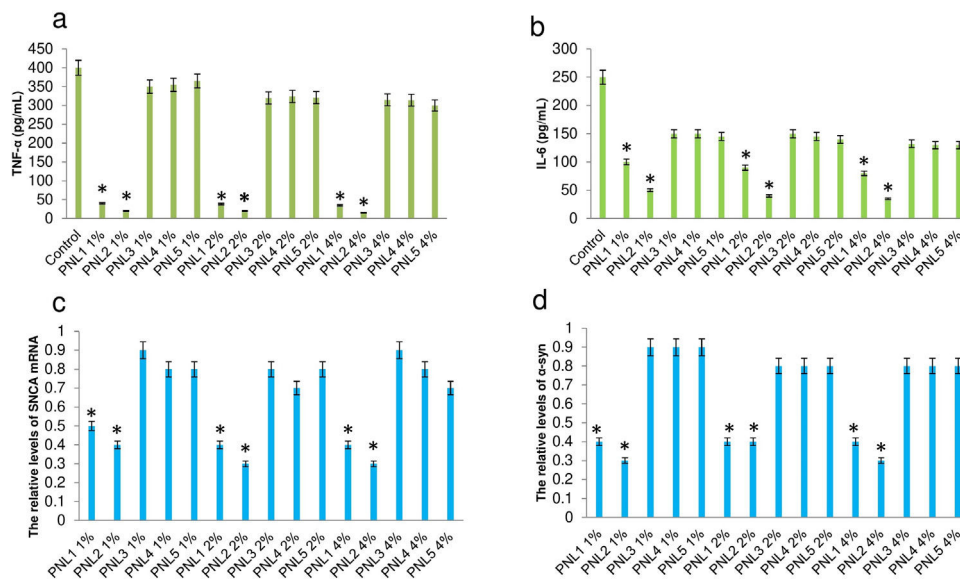 a
TNF-α (pg/mL)
450
400
350
300
250
200
150
100
50
0
* * * * * *
Control
PNL1 1%
PNL2 1%
PNL3 1%
PNL4 1%
PNL5 1%
PNL1 2%
PNL2 2%
PNL3 2%
PNL4 2%
PNL5 2%
PNL1 4%
PNL2 4%
PNL3 4%
PNL4 4%
PNL5 4%
b
IL-6 (pg/mL)
300
250
200
150
100
50
0
* * * * * *
Control
PNL1 1%
PNL2 1%
PNL3 1%
PNL4 1%
PNL5 1%
PNL1 2%
PNL2 2%
PNL3 2%
PNL4 2%
PNL5 2%
PNL1 4%
PNL2 4%
PNL3 4%
PNL4 4%
PNL5 4%
c
The relative levels of SNCA mRNA
1
0.9
0.8
0.7
0.6
0.5
0.4
0.3
0.2
0.1
0
* * * * * *
PNL1 1%
PNL2 1%
PNL3 1%
PNL4 1%
PNL5 1%
PNL1 2%
PNL2 2%
PNL3 2%
PNL4 2%
PNL5 2%
PNL1 4%
PNL2 4%
PNL3 4%
PNL4 4%
PNL5 4%
d
The relative levels of α-syn
1
0.9
0.8
0.7
0.6
0.5
0.4
0.3
0.2
0.1
0
* * * * * *
PNL1 1%
PNL2 1%
PNL3 1%
PNL4 1%
PNL5 1%
PNL1 2%
PNL2 2%
PNL3 2%
PNL4 2%
PNL5 2%
PNL1 4%
PNL2 4%
PNL3 4%
PNL4 4%
PNL5 4%